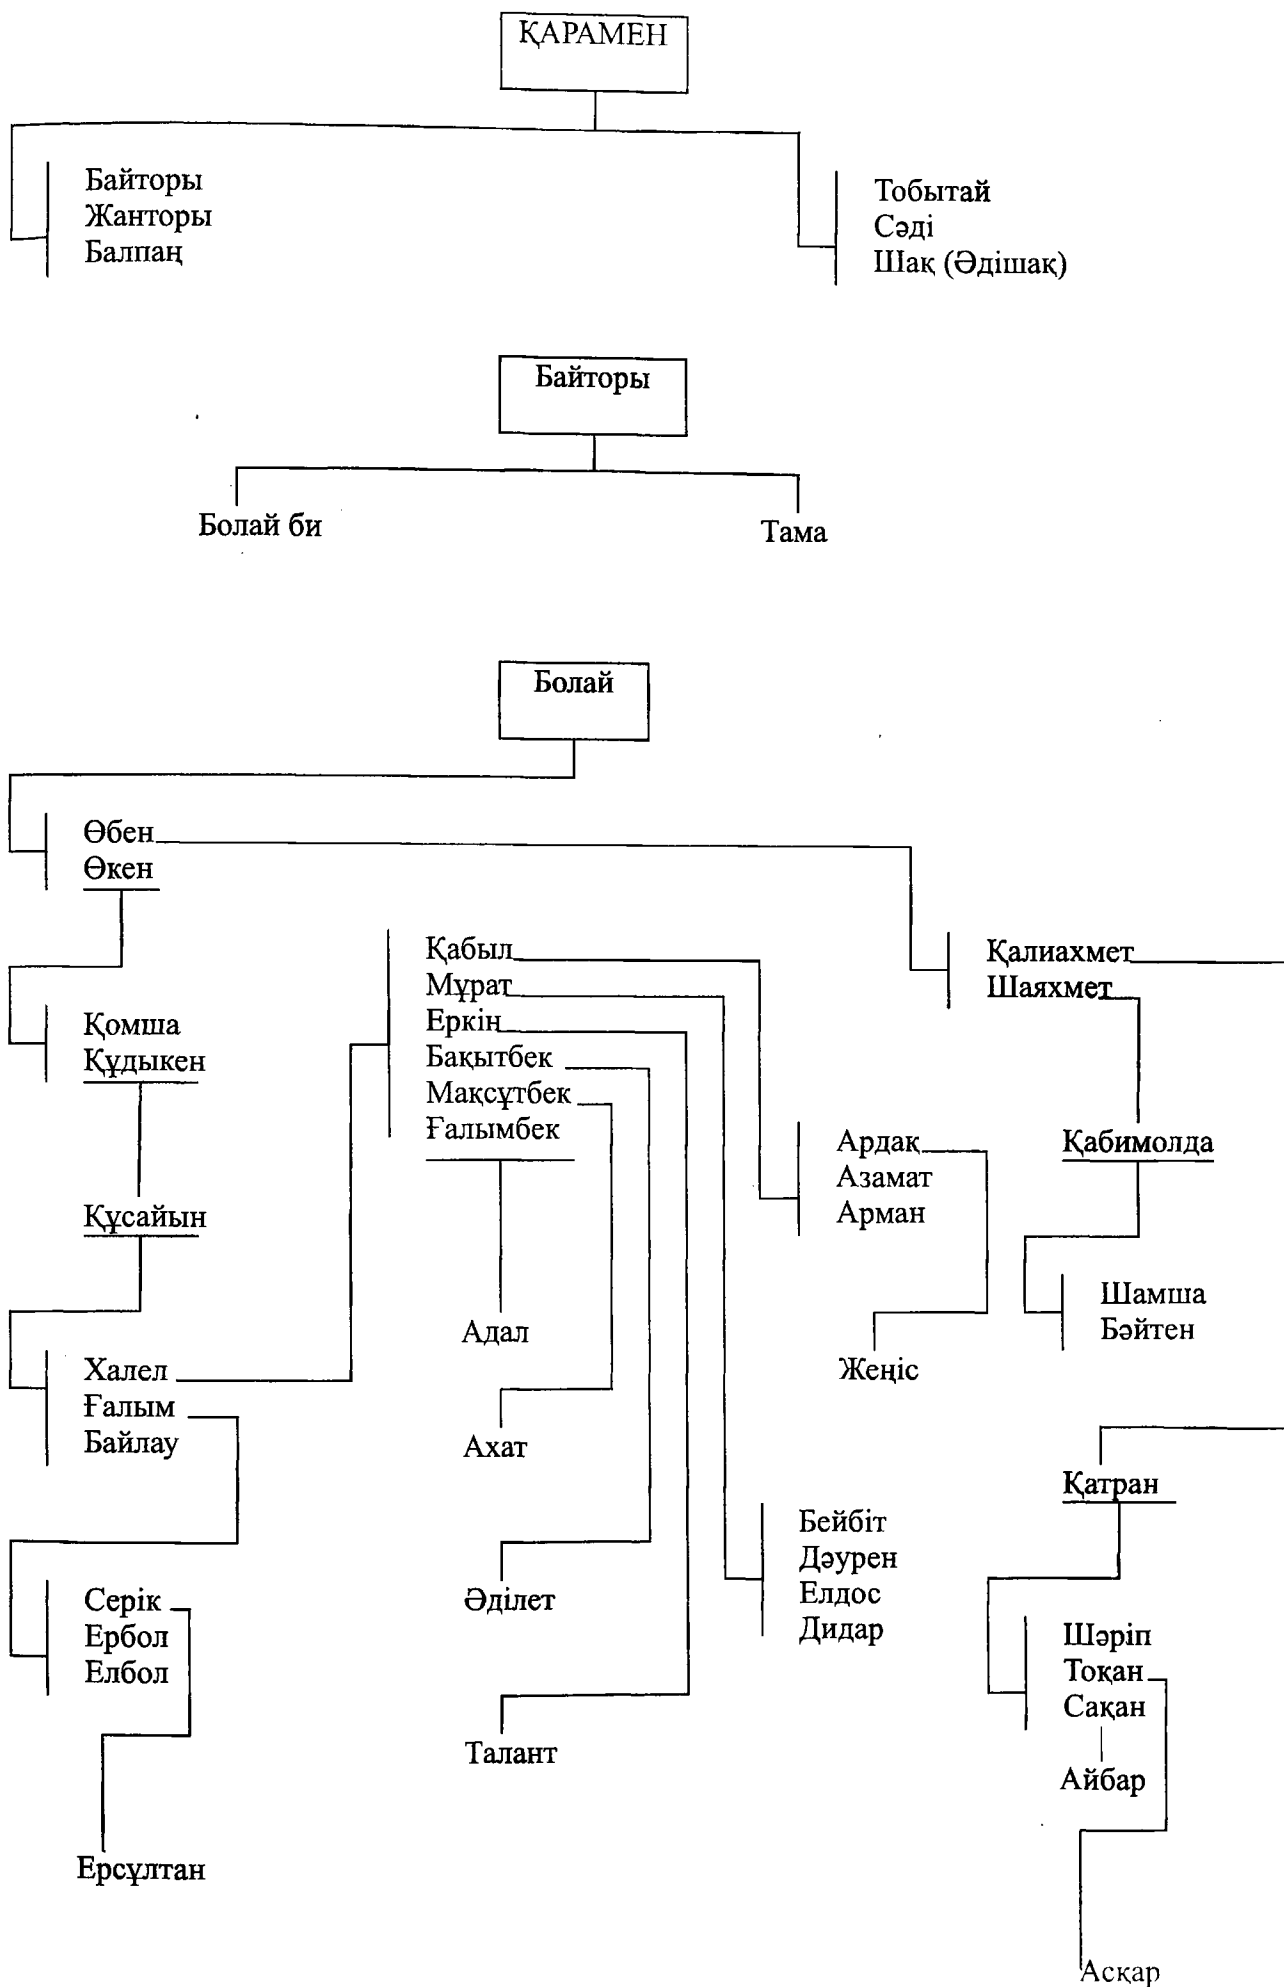 ҚАРАМЕН
Байторы
Жанторы
Балпаң
Тобытай
Сәді
Шақ (Әдішақ)
Байторы
Болай би
Тама
Болай
Өбен
Өкен
Қомша
Құдыкен
Құсайын
Халел
Ғалым
Байлау
Серік
Ербол
Елбол
Ерсұлтан
Қабыл
Мұрат
Еркін
Бақытбек
Мақсұтбек
Ғалымбек
Адал
Ахат
Әділет
Талант
Ардақ
Азамат
Арман
Жеңіс
Бейбіт
Дәурен
Елдос
Дидар
Қалиахмет
Шаяхмет
Қабимолда
Шамша
Бәйтен
Қатран
Шәріп
Тоқан
Сақан
Айбар
Асқар